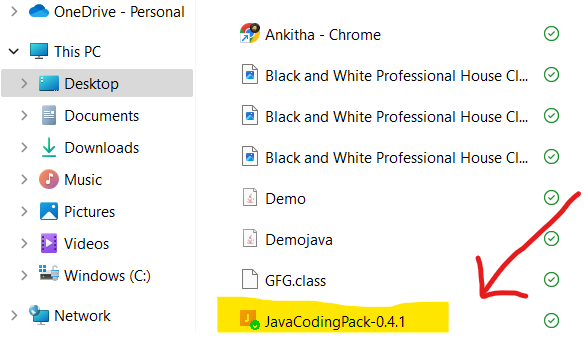 OneDrive - Personal
This PC
Desktop
Documents
Downloads
Music
Pictures
Videos
Windows (C:)
Network
Ankitha - Chrome
Black and White Professional House Cl...
Black and White Professional House Cl...
Black and White Professional House Cl...
Demo
Demojava
GFG.class
JavaCodingPack-0.4.1